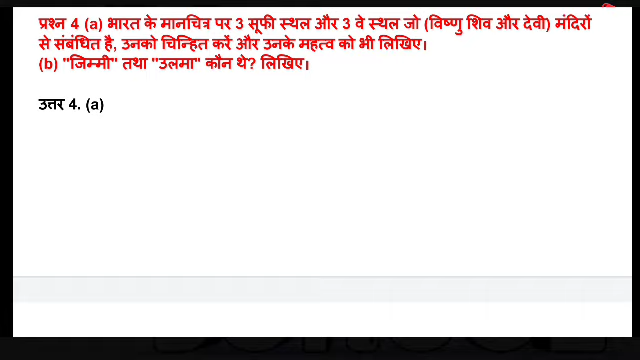 प्रश्न 4 (a) भारत के मानचित्र पर 3 सूफी स्थल और 3 वे स्थल जो (विष्णु शिव और देवी) मंदिरों
से संबंधित है, उनको चिन्हित करें और उनके महत्व को भी लिखिए।
(b) "जिम्मी" तथा "उलमा" कौन थे? लिखिए।
उत्तर 4. (a)